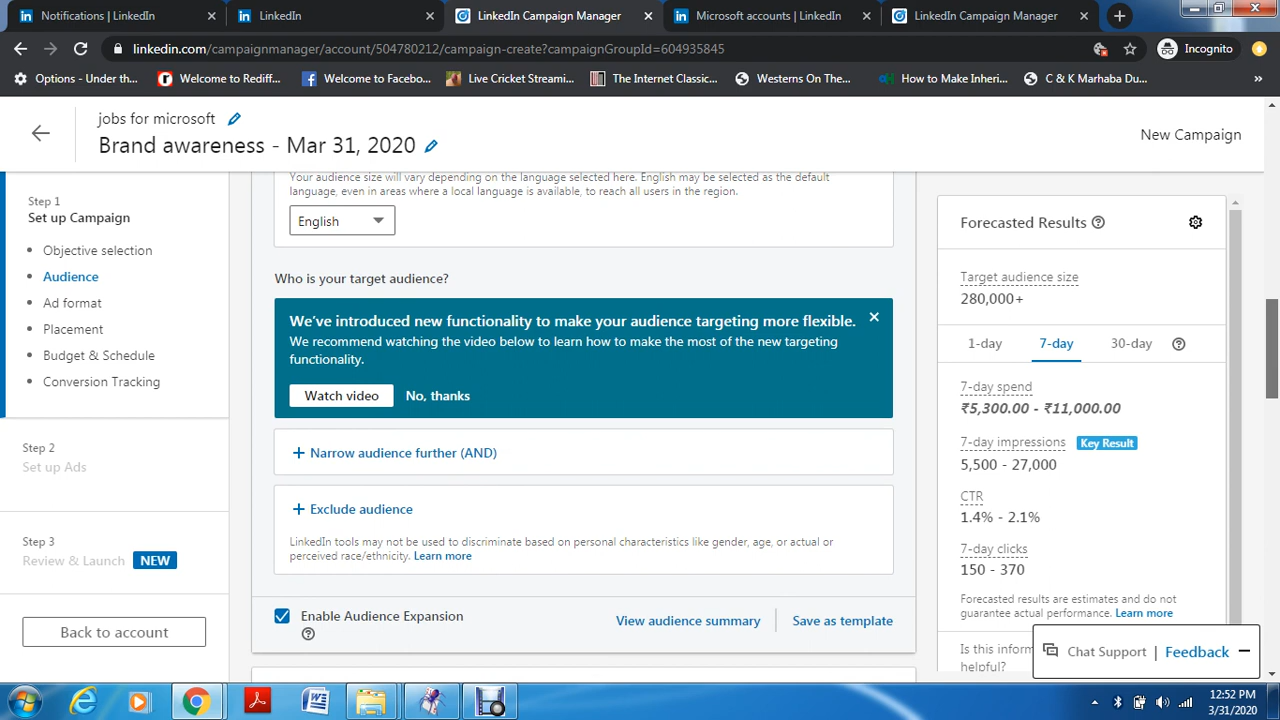 Notifications | LinkedIn
LinkedIn
LinkedIn Campaign Manager
Microsoft accounts | LinkedIn
LinkedIn Campaign Manager
linkedin.com/campaignmanager/account/504780212/campaign-create?campaignGroupId=604935845
Incognito
Options - Under th...
Welcome to Rediff...
Welcome to Facebo...
Live Cricket Streami...
The Internet Classic...
Westerns On The...
How to Make Inheri...
C & K Marhaba Du...
»
jobs for microsoft
Brand awareness - Mar 31, 2020
New Campaign
Step 1
Set up Campaign
• Objective selection
• Audience
• Ad format
• Placement
• Budget & Schedule
• Conversion Tracking
Step 2
Set up Ads
Step 3
Review & Launch NEW
Back to account
Your audience size will vary depending on the language selected here. English may be selected as the default
language, even in areas where a local language is available, to reach all users in the region.
English
Who is your target audience?
We've introduced new functionality to make your audience targeting more flexible.
We recommend watching the video below to learn how to make the most of the new targeting
functionality.
Watch video No, thanks
+ Narrow audience further (AND)
+ Exclude audience
LinkedIn tools may not be used to discriminate based on personal characteristics like gender, age, or actual or
perceived race/ethnicity. Learn more
Enable Audience Expansion
View audience summary
Save as template
Forecasted Results
Target audience size
280,000+
1-day 7-day 30-day
7-day spend
₹5,300.00 - ₹11,000.00
7-day impressions Key Result
5,500 - 27,000
CTR
1.4% - 2.1%
7-day clicks
150 - 370
Forecasted results are estimates and do not
guarantee actual performance. Learn more
Is this inform
helpful?
Chat Support | Feedback
12:52 PM
3/31/2020